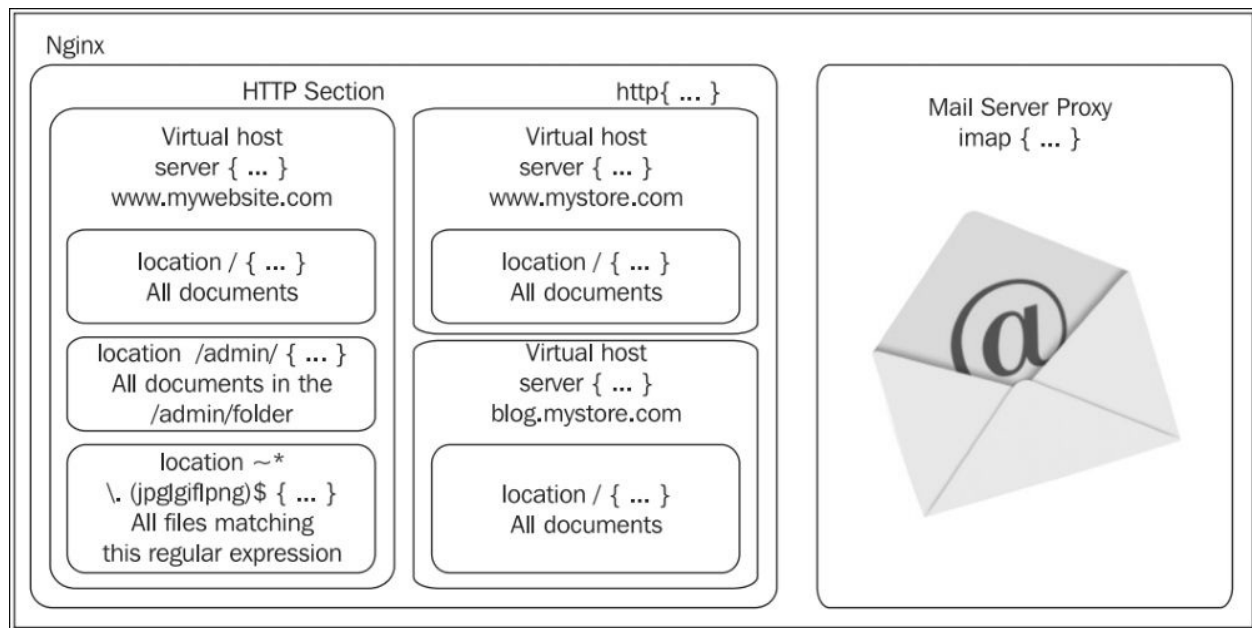 Nginx
HTTP Section
http{ ... }
Virtual host
server { ... }
www.mywebsite.com
location / { ... }
All documents
location /admin/ { ... }
All documents in the
/admin/folder
location ~*
\. (jpg|gif|png)$ { ... }
All files matching
this regular expression
Virtual host
server { ... }
www.mystore.com
location / { ... }
All documents
Virtual host
server { ... }
blog.mystore.com
location / { ... }
All documents
Mail Server Proxy
imap { ... }
@